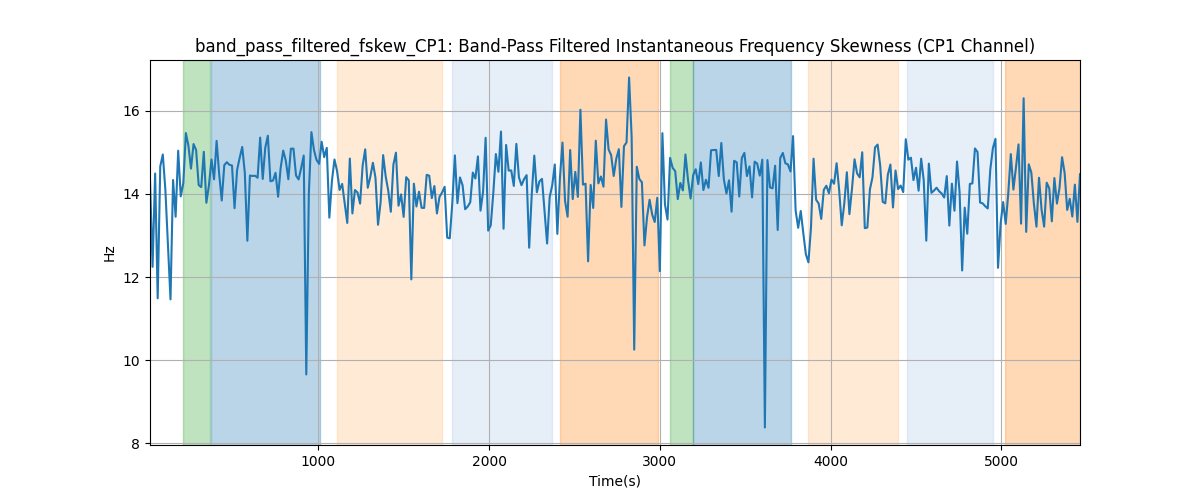 band_pass_filtered_fskew_CP1: Band-Pass Filtered Instantaneous Frequency Skewness (CP1 Channel)
16
14
12
10
8
Hz
1000 2000 3000 4000 5000
Time(s)